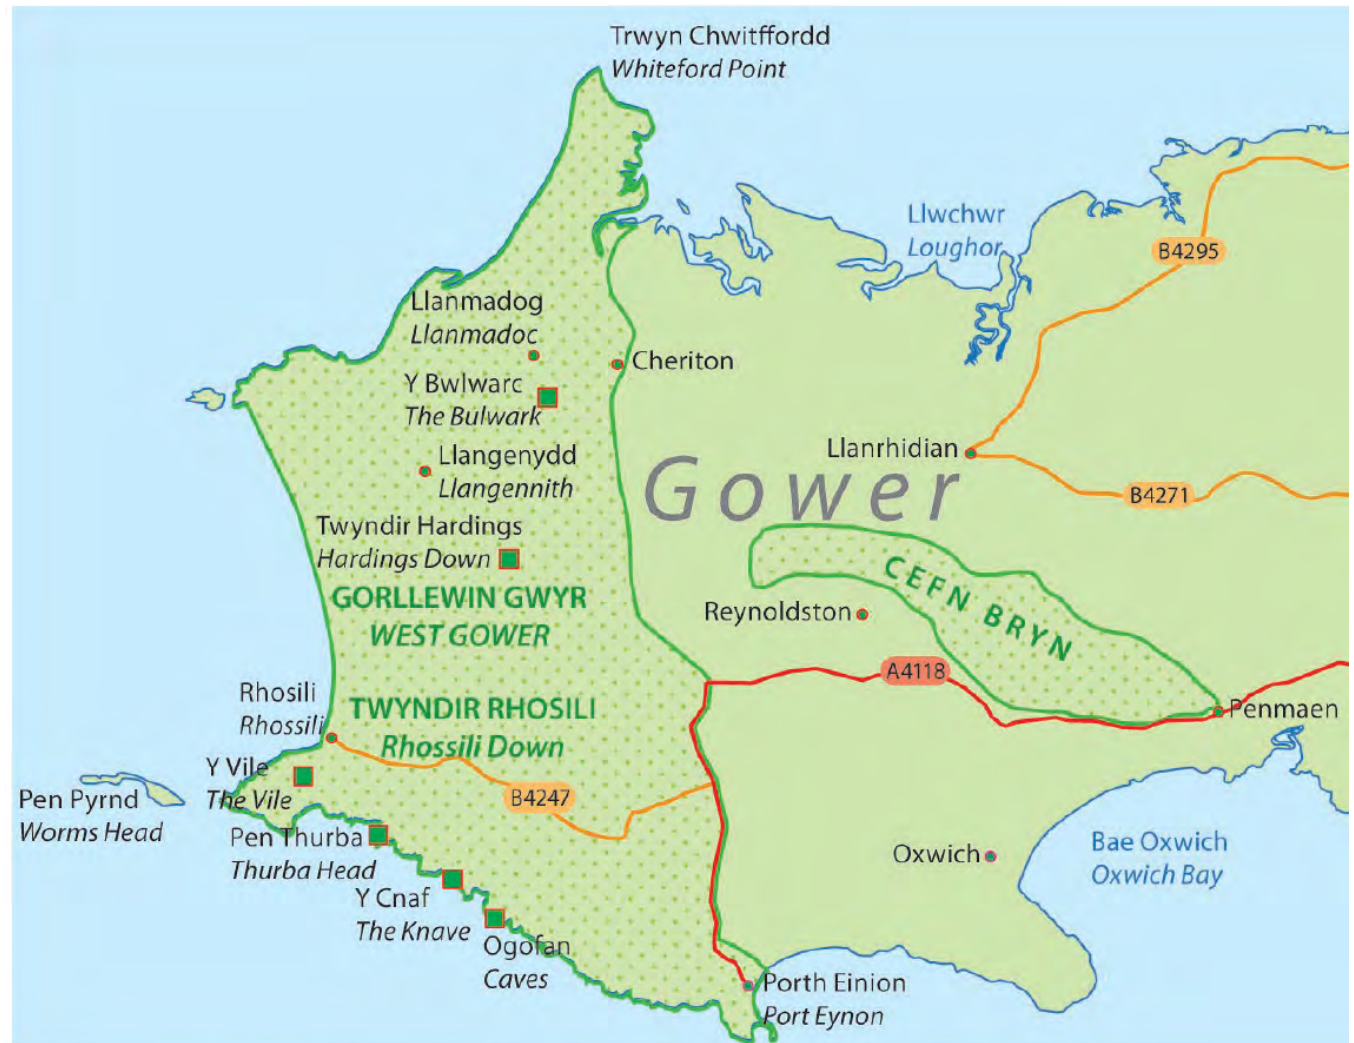 Trwyn Chwitffordd
Whiteford Point
Llwchwr
Loughor
B4295
Llanmadog
Llanmadoc
Cheriton
Y Bwlwarc
The Bulwark
Llanrhidian
Llangenydd
Llangennith
Gower
B4271
Twyndir Hardings
Hardings Down
CEFN BRYN
GORLLEWIN GWYR
WEST GOWER
Reynoldston
A4118
Rhosili
Rhossili
TWYNDIR RHOSILI
Rhossili Down
Penmaen
Y Vile
The Vile
B4247
Pen Pyrnd
Worms Head
Pen Thurba
Thurba Head
Bae Oxwich
Oxwich Bay
Oxwich
Y Cnaf
The Knave
Ogofan
Caves
Porth Einion
Port Eynon